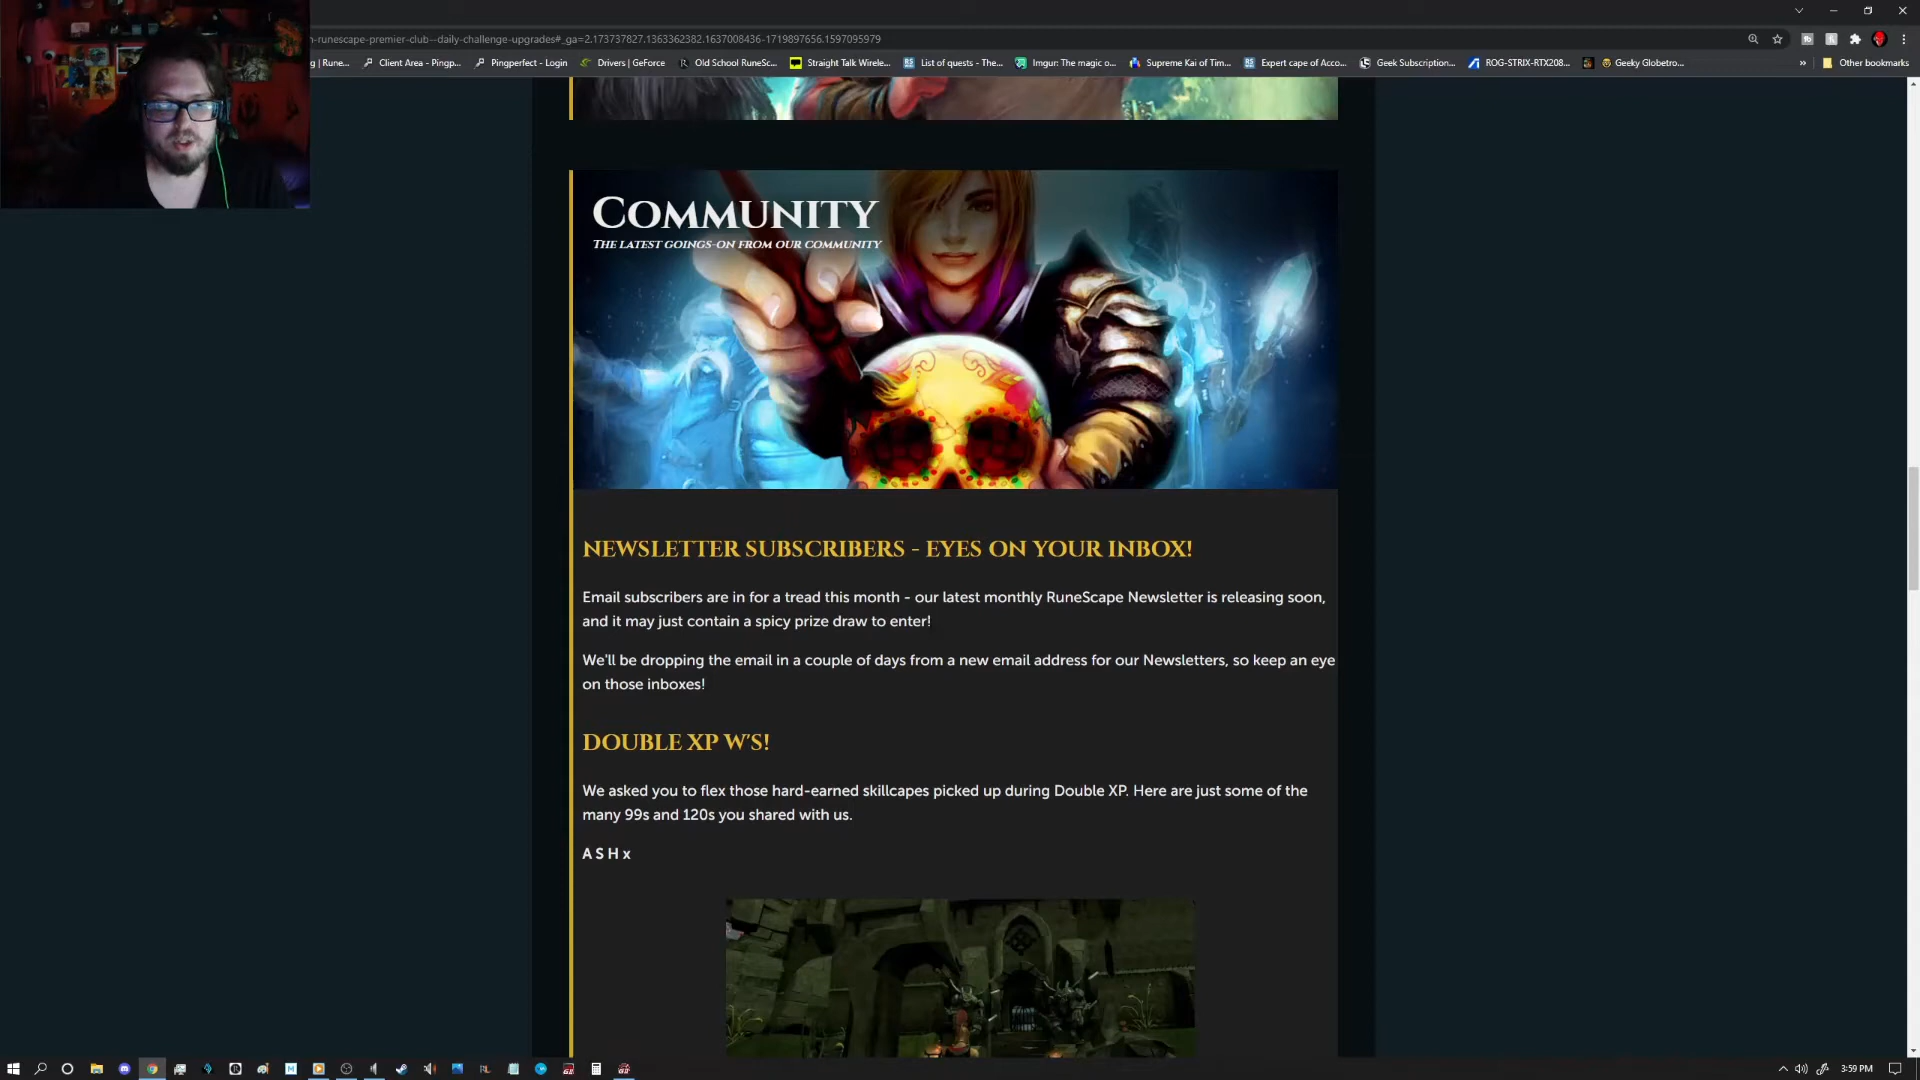 n-runescape-premier-club--daily-challenge-upgrades#_ga=2.173737827.1363362382.1637008436-1719897656.1597095979
g | Rune... Client Area - Pingp... Pingperfect - Login Drivers | GeForce Old School RuneSc... Straight Talk Wirele... List of quests - The... Imgur: The magic o... Supreme Kai of Tim... Expert cape of Acco... Geek Subscription... ROG-STRIX-RTX208... Geeky Globetro... » Other bookmarks
COMMUNITY
THE LATEST GOINGS-ON FROM OUR COMMUNITY
NEWSLETTER SUBSCRIBERS - EYES ON YOUR INBOX!
Email subscribers are in for a tread this month - our latest monthly RuneScape Newsletter is releasing soon,
and it may just contain a spicy prize draw to enter!
We'll be dropping the email in a couple of days from a new email address for our Newsletters, so keep an eye
on those inboxes!
DOUBLE XP W'S!
We asked you to flex those hard-earned skillcapes picked up during Double XP. Here are just some of the
many 99s and 120s you shared with us.
A S H x
3:59 PM